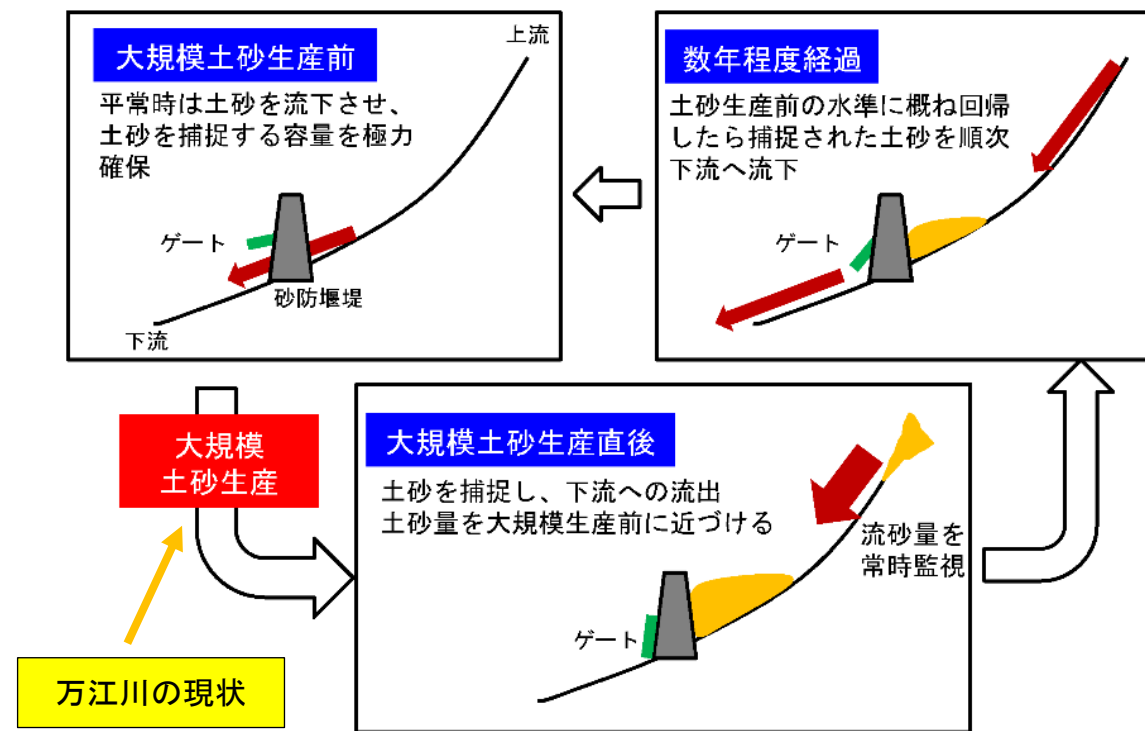 大規模土砂生産前
上流
平常時は土砂を流下させ、
土砂を捕捉する容量を極力
確保
ゲート
砂防堰堤
下流
数年程度経過
土砂生産前の水準に概ね回帰
したら捕捉された土砂を順次
下流へ流下
ゲート
大規模
土砂生産
万江川の現状
大規模土砂生産直後
土砂を捕捉し、下流への流出
土砂量を大規模生産前に近づける
流砂量を
常時監視
ゲート